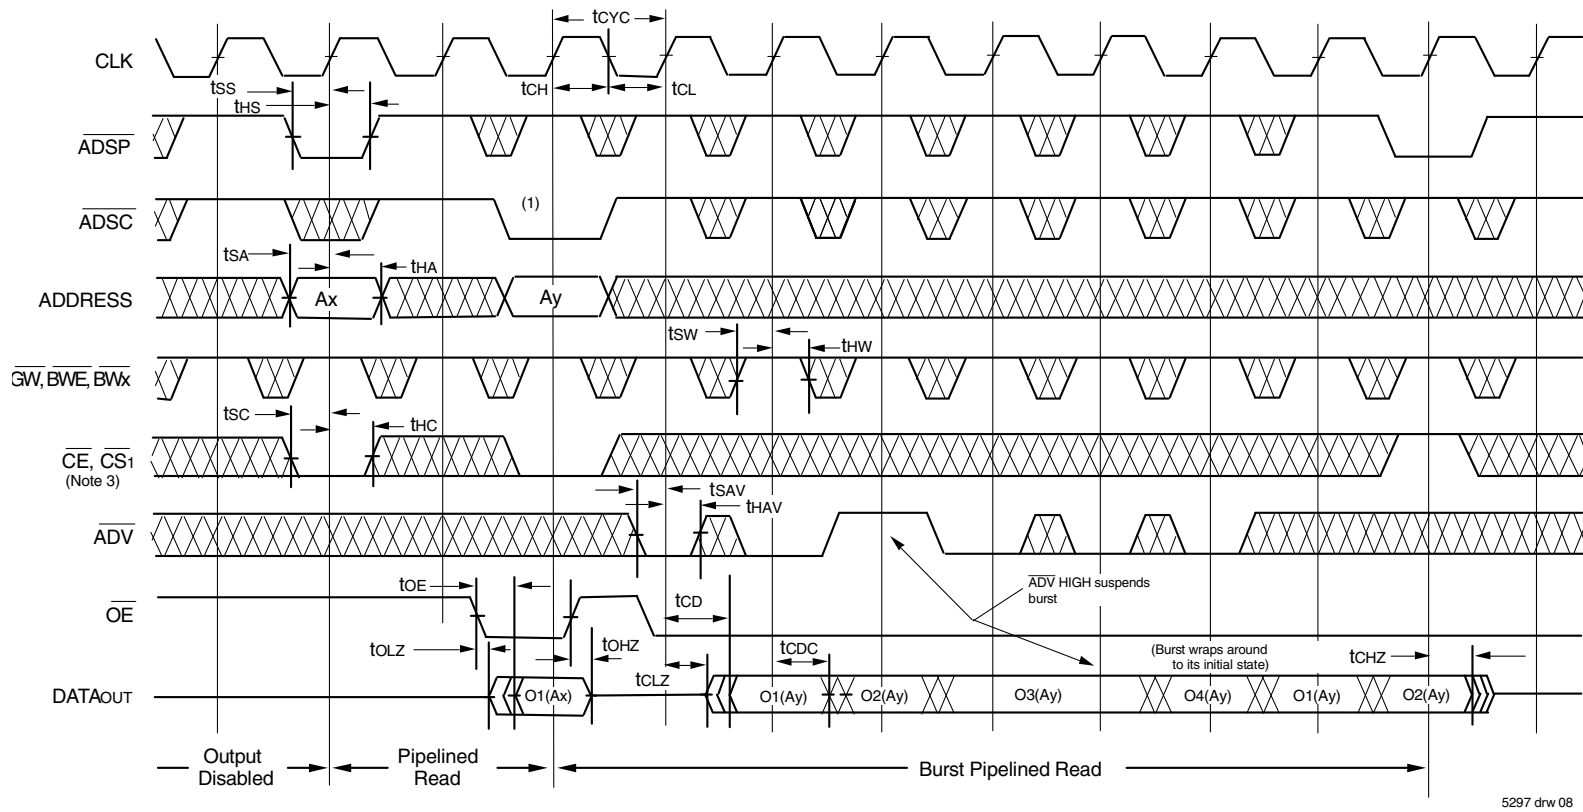 tCYC
CLK
tSS
tCH
tCL
tHS
ADSP
ADSC
(1)
tSA
tHA
ADDRESS
Ax
Ay
tSW
tHW
GW, BWE, BWx
tSC
tHC
CE, CS1
(Note 3)
tSAV
tHAV
ADV
tOE
ADV HIGH suspends
burst
OE
tCD
tOLZ
tOHZ
tCDC
(Burst wraps around
to its initial state)
tCHZ
tCLZ
DATAOUT
O1(Ax)
O1(Ay)
O2(Ay)
O3(Ay)
O4(Ay)
O1(Ay)
O2(Ay)
Output
Disabled
Pipelined
Read
Burst Pipelined Read
5297 drw 08